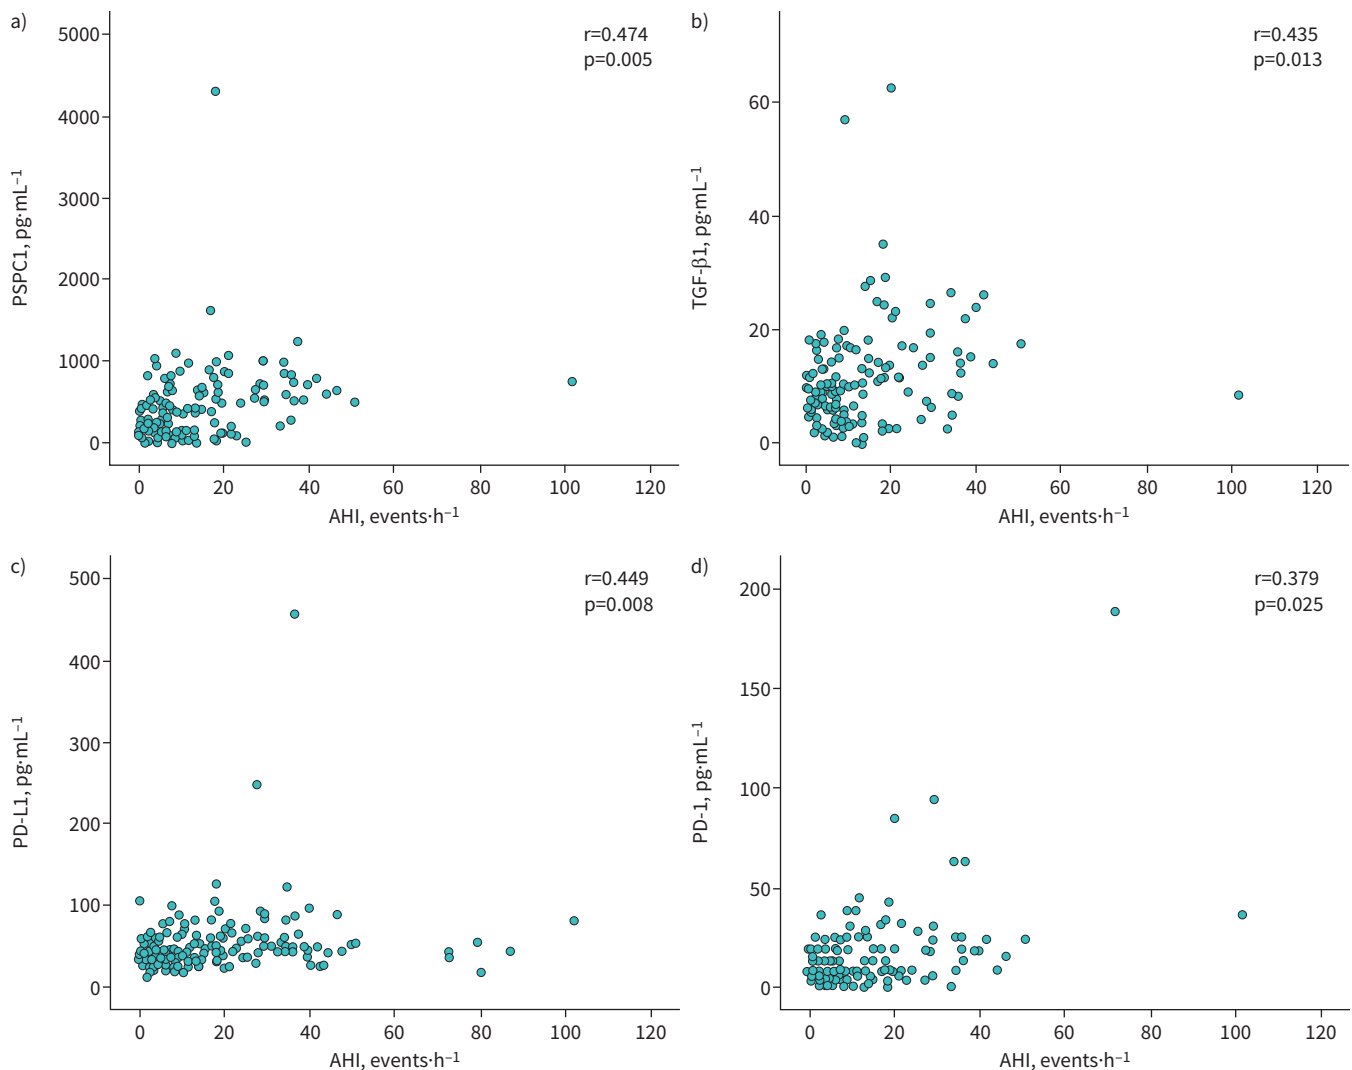 a)
r=0.474
p=0.005
5000
4000
3000
2000
1000
0
PSPC1, pg·mL⁻¹
0 20 40 60 80 100 120
AHI, events·h⁻¹
b)
r=0.435
p=0.013
60
40
20
0
TGF-β1, pg·mL⁻¹
0 20 40 60 80 100 120
AHI, events·h⁻¹
c)
r=0.449
p=0.008
500
400
300
200
100
0
PD-L1, pg·mL⁻¹
0 20 40 60 80 100 120
AHI, events·h⁻¹
d)
r=0.379
p=0.025
200
150
100
50
0
PD-1, pg·mL⁻¹
0 20 40 60 80 100 120
AHI, events·h⁻¹